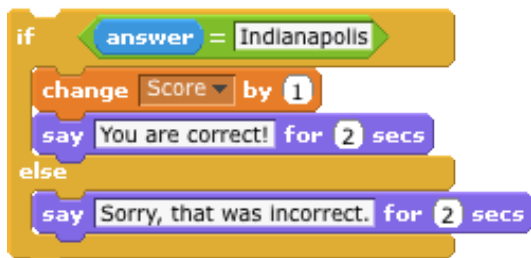 if answer = Indianapolis
change Score by 1
say You are correct! for 2 secs
else
say Sorry, that was incorrect. for 2 secs